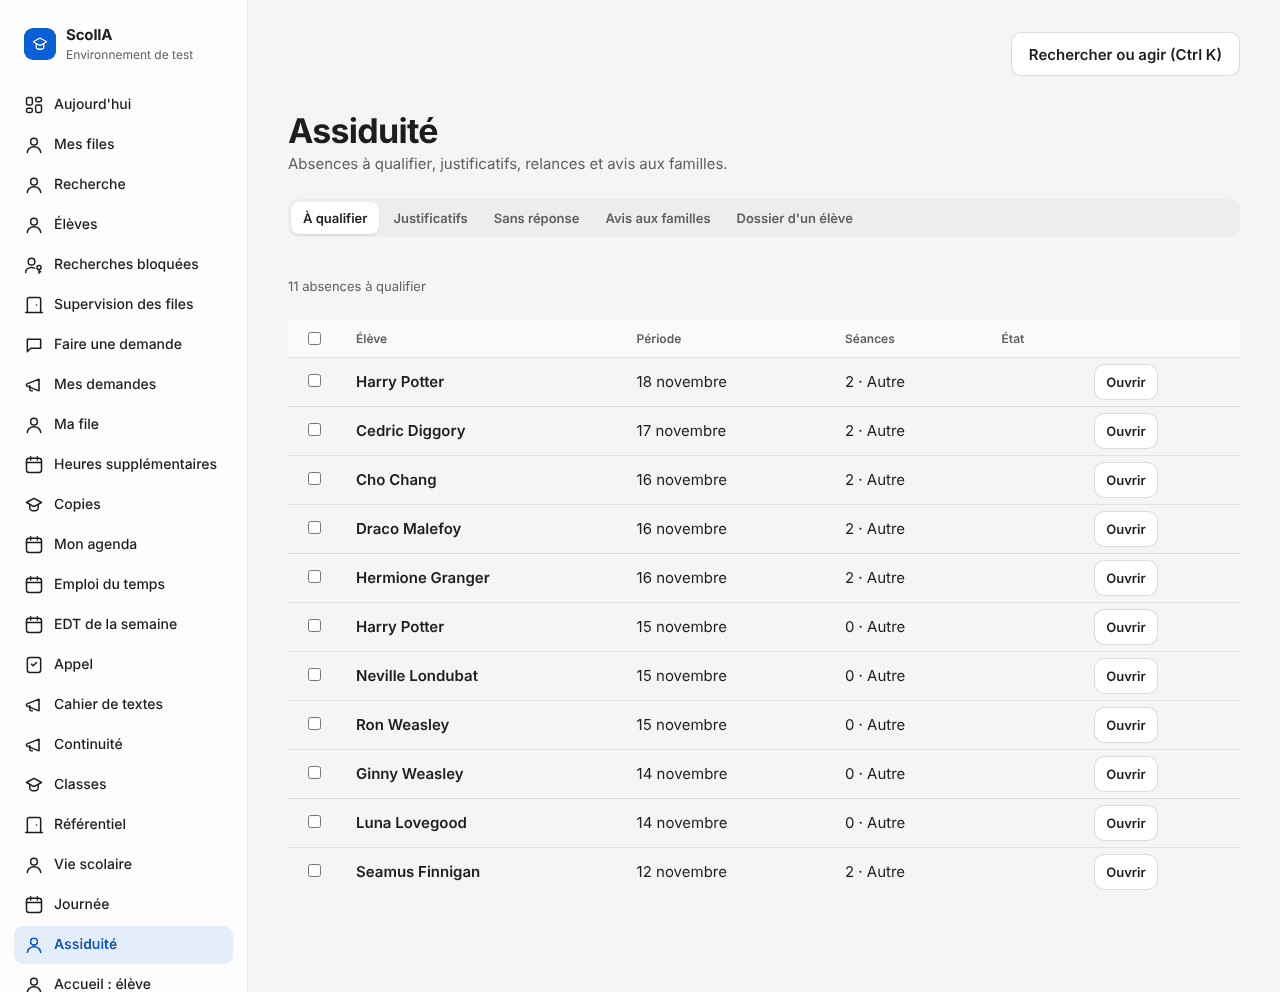 ScolIA
Environnement de test
Rechercher ou agir (Ctrl K)
Aujourd'hui
Mes files
Recherche
Élèves
Recherches bloquées
Supervision des files
Faire une demande
Mes demandes
Ma file
Heures supplémentaires
Copies
Mon agenda
Emploi du temps
EDT de la semaine
Appel
Cahier de textes
Continuité
Classes
Référentiel
Vie scolaire
Journée
Assiduité
Accueil : élève
Assiduité
Absences à qualifier, justificatifs, relances et avis aux familles.
À qualifier Justificatifs Sans réponse Avis aux familles Dossier d'un élève
11 absences à qualifier
Élève Période Séances État
Harry Potter 18 novembre 2 · Autre Ouvrir
Cedric Diggory 17 novembre 2 · Autre Ouvrir
Cho Chang 16 novembre 2 · Autre Ouvrir
Draco Malefoy 16 novembre 2 · Autre Ouvrir
Hermione Granger 16 novembre 2 · Autre Ouvrir
Harry Potter 15 novembre 0 · Autre Ouvrir
Neville Londubat 15 novembre 0 · Autre Ouvrir
Ron Weasley 15 novembre 0 · Autre Ouvrir
Ginny Weasley 14 novembre 0 · Autre Ouvrir
Luna Lovegood 14 novembre 0 · Autre Ouvrir
Seamus Finnigan 12 novembre 2 · Autre Ouvrir